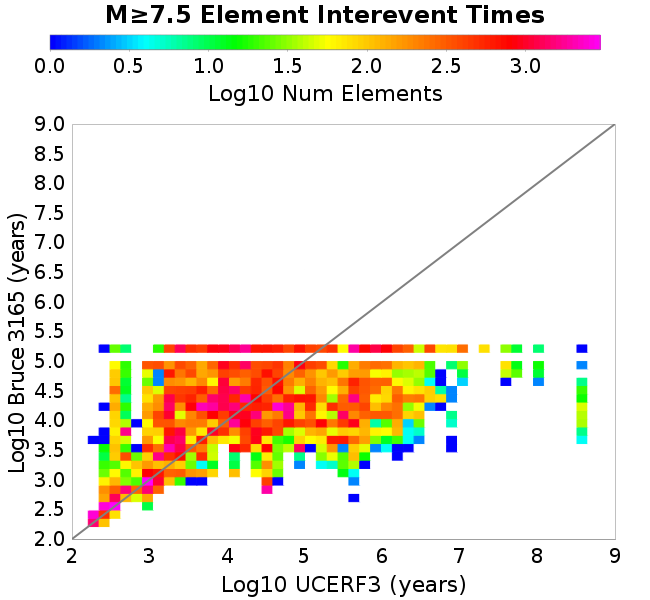 M≥7.5 Element Interevent Times
0.0 0.5 1.0 1.5 2.0 2.5 3.0
Log10 Num Elements
9.0
8.5
8.0
7.5
7.0
6.5
6.0
5.5
5.0
4.5
4.0
3.5
3.0
2.5
2.0
Log10 Bruce 3165 (years)
2 3 4 5 6 7 8 9
Log10 UCERF3 (years)